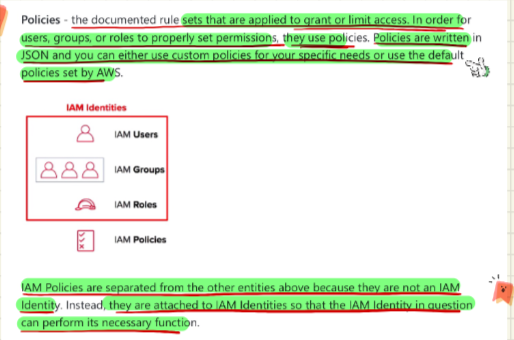 Policies - the documented rule sets that are applied to grant or limit access. In order for
users, groups, or roles to properly set permissions, they use policies. Policies are written in
JSON and you can either use custom policies for your specific needs or use the default
policies set by AWS.
IAM Identities
IAM Users
IAM Groups
IAM Roles
IAM Policies
IAM Policies are separated from the other entities above because they are not an IAM
Identity. Instead, they are attached to IAM Identities so that the IAM Identity in question
can perform its necessary function.